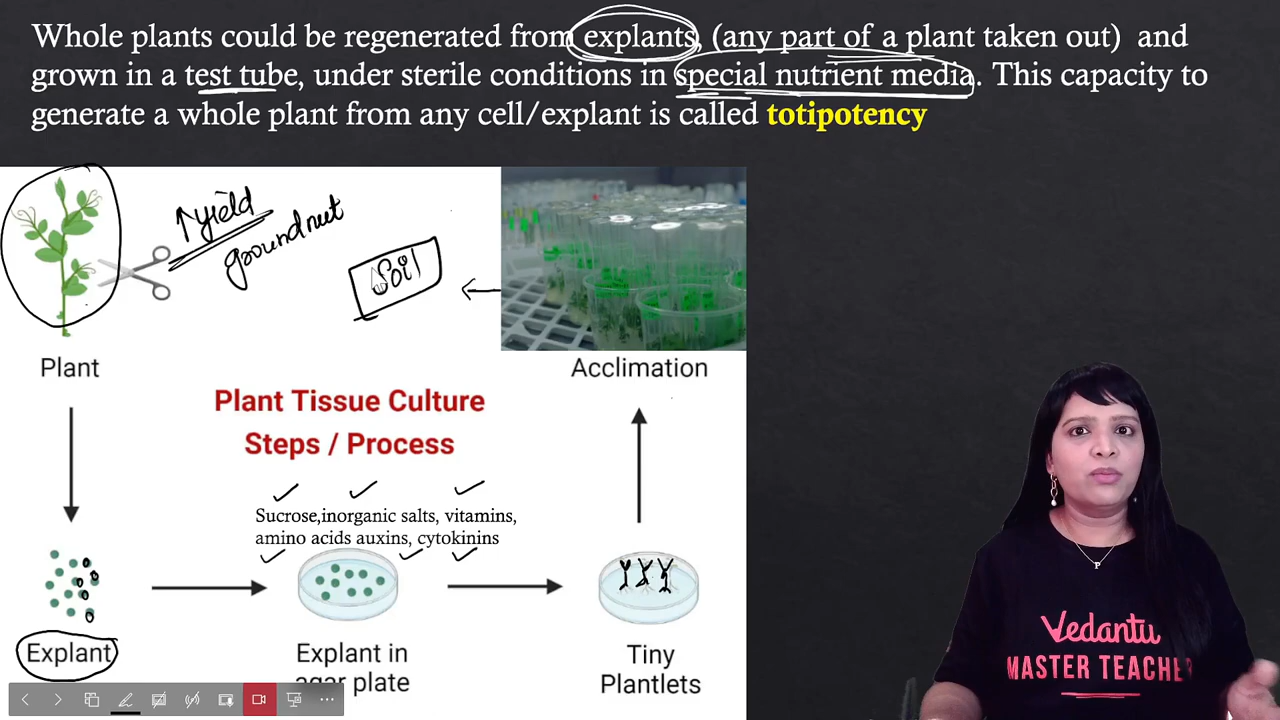 Whole plants could be regenerated from explants, (any part of a plant taken out) and
grown in a test tube, under sterile conditions in special nutrient media. This capacity to
generate a whole plant from any cell/explant is called totipotency
↑yield
groundnut
Soil
Plant
Acclimation
Plant Tissue Culture
Steps / Process
Sucrose,inorganic salts, vitamins,
amino acids auxins, cytokinins
Explant
Explant in
agar plate
Tiny
Plantlets
P
Vedantu
MASTER TEACHER